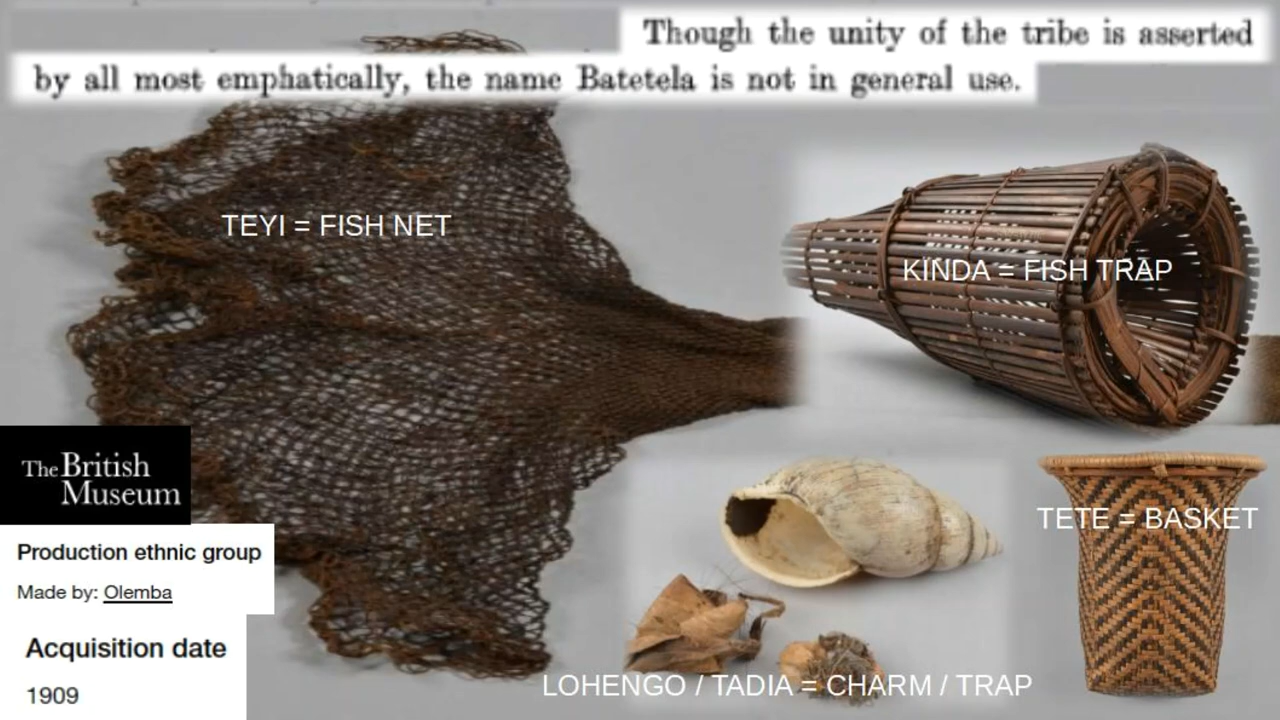 Though the unity of the tribe is asserted
by all most emphatically, the name Batetela is not in general use.
TEYI = FISH NET
KINDA = FISH TRAP
The British
Museum
TETE = BASKET
Production ethnic group
Made by: Olemba
Acquisition date
1909
LOHENGO / TADIA = CHARM / TRAP